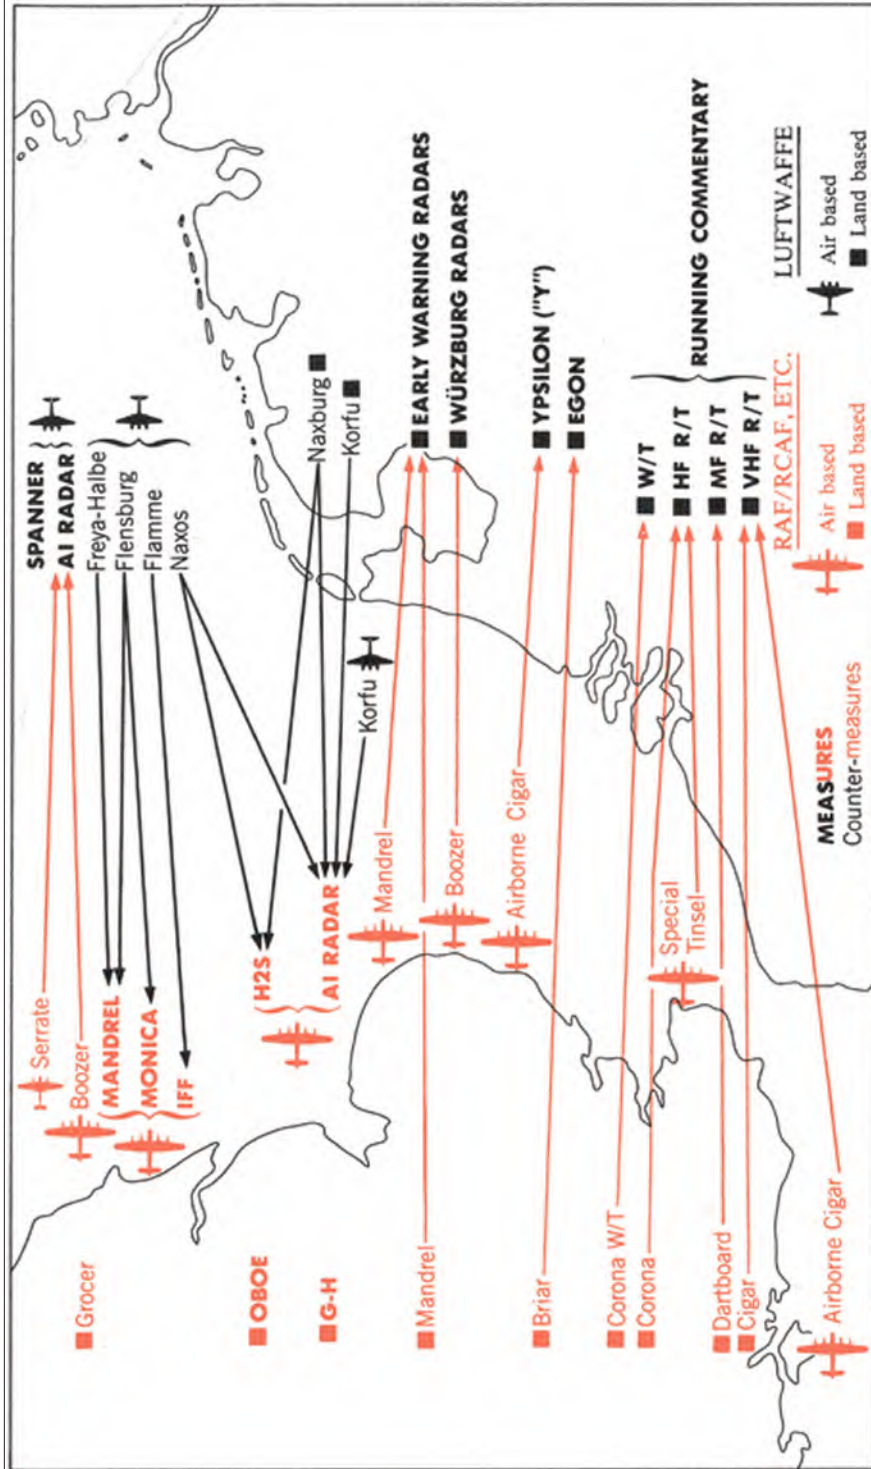 SPANNER
AI RADAR
Freya-Halbe
Flensburg
Flamme
Naxos
Naxburg
Korfu
Korfu
EARLY WARNING RADARS
WÜRZBURG RADARS
YPSILON ("Y")
EGON
W/T
HF R/T
MF R/T
VHF R/T
RUNNING COMMENTARY
Serrate
Boozer
MANDREL
MONICA
IFF
H2S
AI RADAR
Mandrel
Boozer
Airborne Cigar
Special
Tinsel
Grocer
OBOE
G-H
Mandrel
Briar
Corona W/T
Corona
Dartboard
Cigar
Airborne Cigar
MEASURES
Counter-measures
RAF/RCAF, ETC.
Air based
Land based
LUFTWAFFE
Air based
Land based